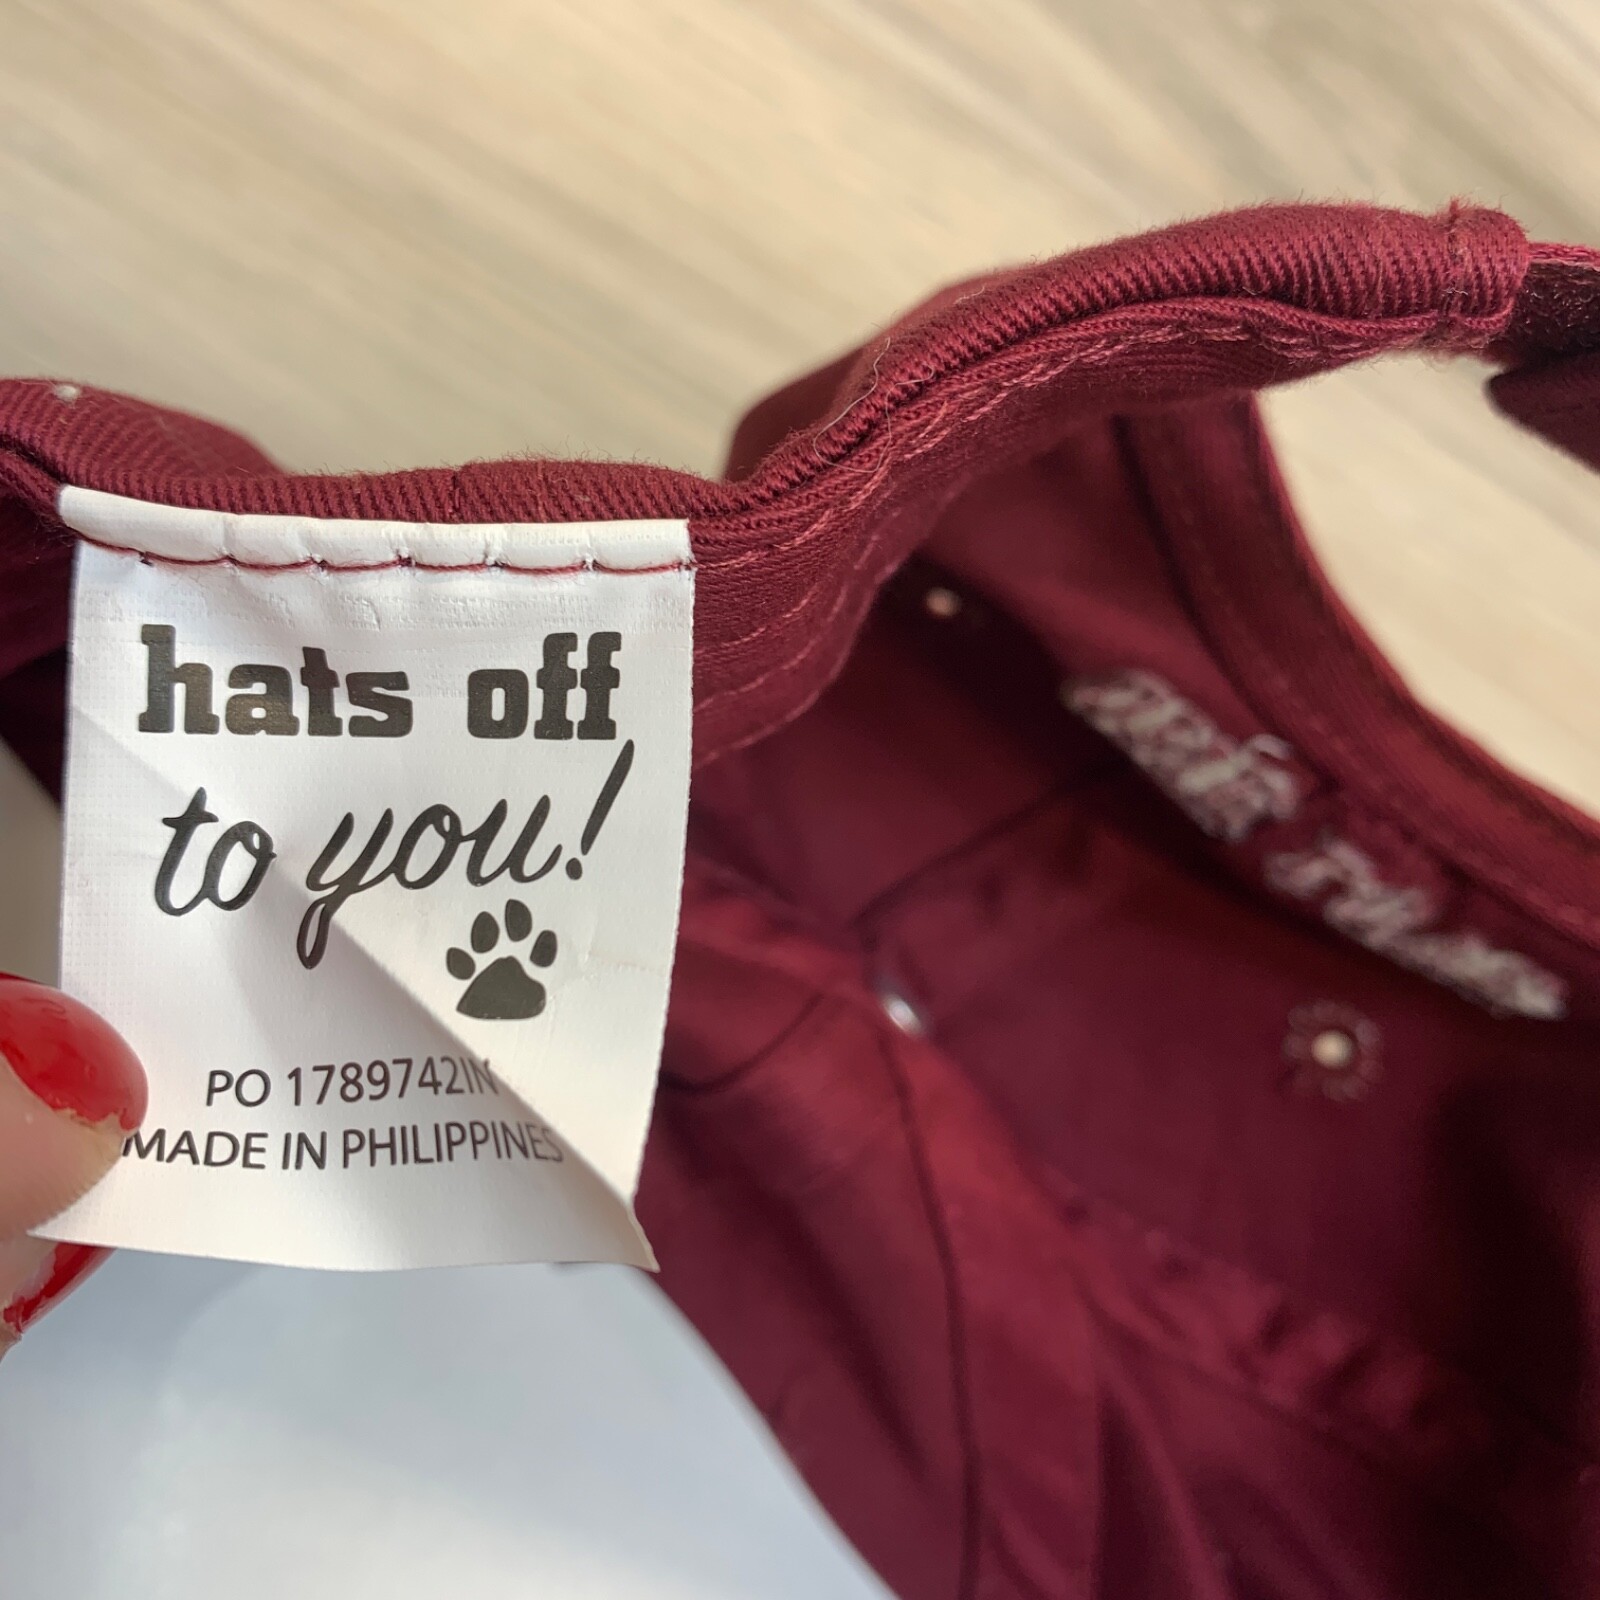 hats off
to you!
PO 1789742IN
MADE IN PHILIPPINES